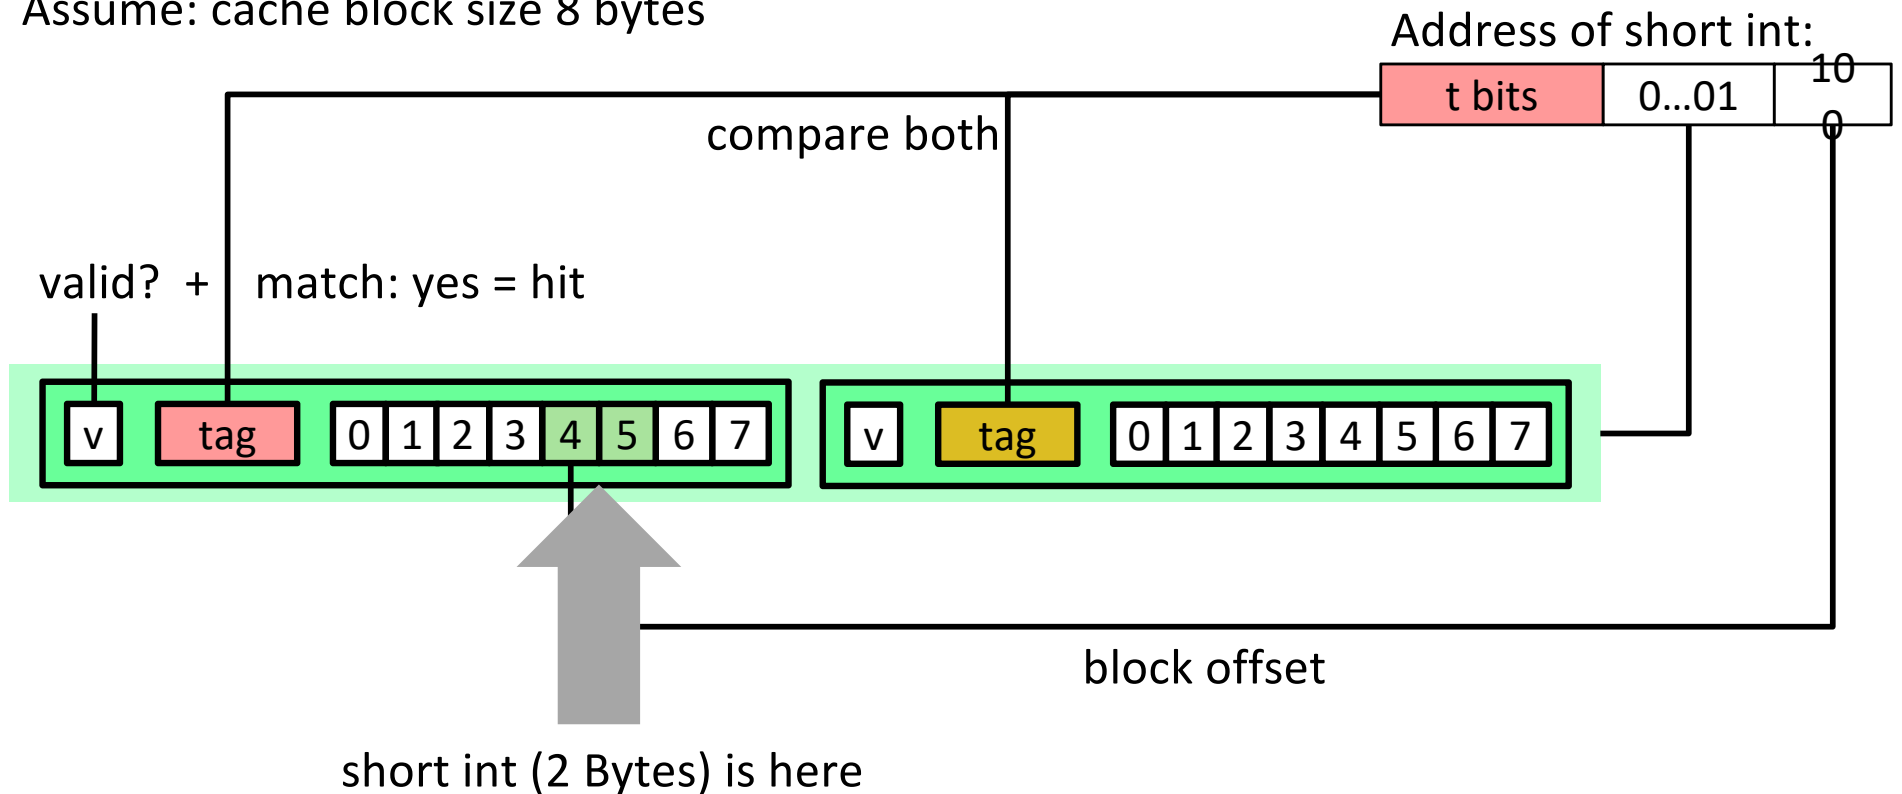 Assume: cache block size 8 bytes
Address of short int:
t bits 0...01 10
0
compare both
valid? + match: yes = hit
v tag 0 1 2 3 4 5 6 7 v tag 0 1 2 3 4 5 6 7
block offset
short int (2 Bytes) is here